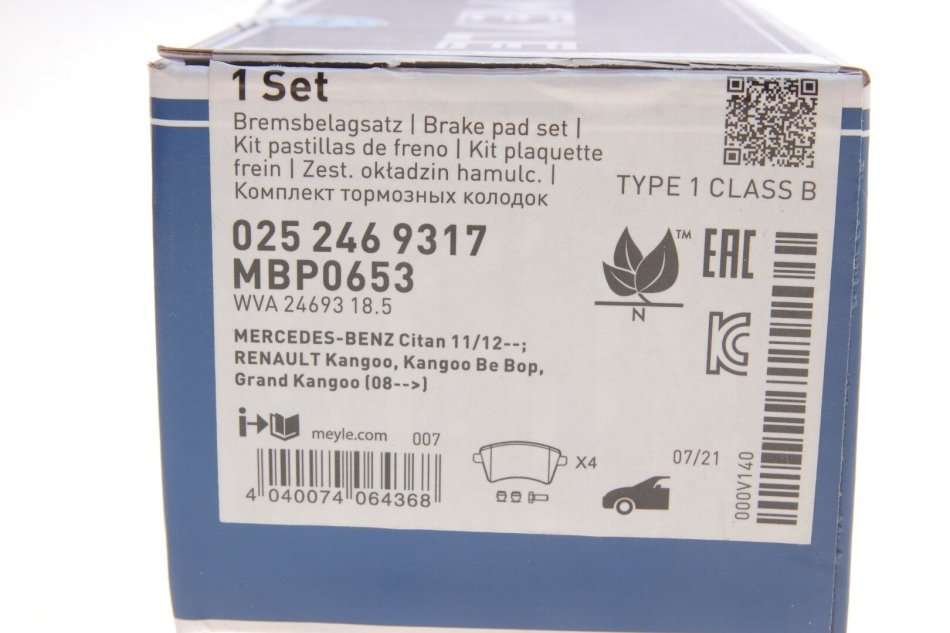 1 Set
Bremsbelagsatz | Brake pad set |
Kit pastillas de freno | Kit plaquette
frein | Zest. okładzin hamulc. |
Комплект тормозных колодок
TYPE 1 CLASS B
025 246 9317
MBP0653
WVA 24693 18.5
TM
N
EAC
KC
MERCEDES-BENZ Citan 11/12--;
RENAULT Kangoo, Kangoo Be Bop,
Grand Kangoo (08-->)
i
meyle.com 007
4 040074 064368
X4
07/21
000V140